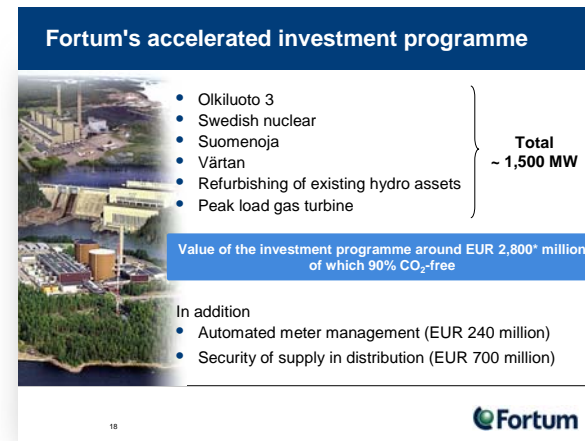 Fortum's accelerated investment programme
• Olkiluoto 3
• Swedish nuclear
• Suomenoja
• Värtan
• Refurbishing of existing hydro assets
• Peak load gas turbine
Total
~ 1,500 MW
Value of the investment programme around EUR 2,800* million
of which 90% CO₂-free
In addition
• Automated meter management (EUR 240 million)
• Security of supply in distribution (EUR 700 million)
18
Fortum